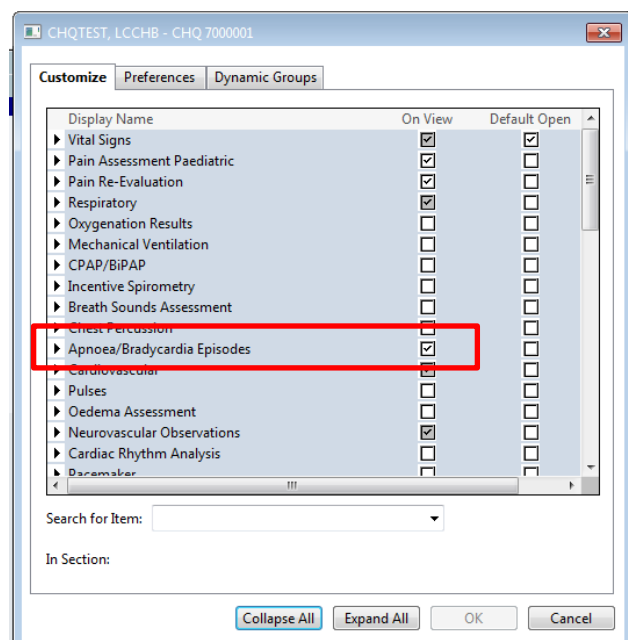 CHQTEST, LCCHB - CHQ 7000001
Customize Preferences Dynamic Groups
Display Name On View Default Open
Vital Signs
Pain Assessment Paediatric
Pain Re-Evaluation
Respiratory
Oxygenation Results
Mechanical Ventilation
CPAP/BiPAP
Incentive Spirometry
Breath Sounds Assessment
Chest Percussion
Apnoea/Bradycardia Episodes
Cardiovascular
Pulses
Oedema Assessment
Neurovascular Observations
Cardiac Rhythm Analysis
Pacemaker
Search for Item:
In Section:
Collapse All Expand All OK Cancel